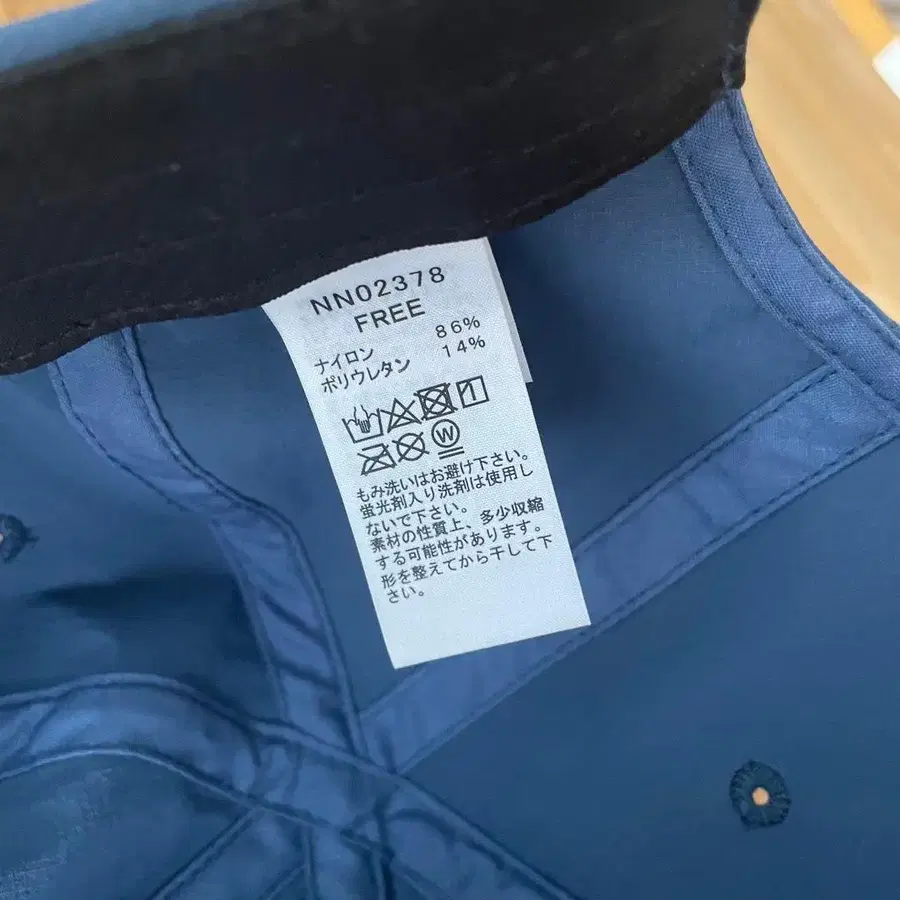 NN02378
FREE
ナイロン 86%
ポリウレタン 14%
W
もみ洗いはお避け下さい。
蛍光剤入り洗剤は使用し
ないで下さい。
素材の性質上、多少収縮
する可能性があります。
形を整えてから干して下
さい。